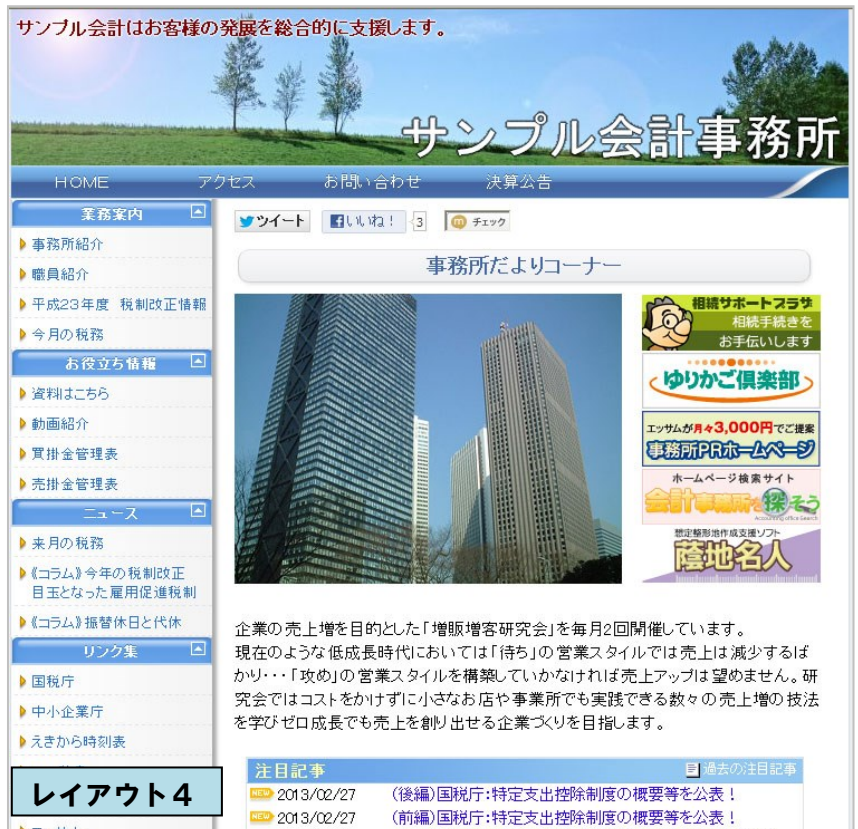 サンプル会計はお客様の発展を総合的に支援します。
サンプル会計事務所
HOME アクセス お問い合わせ 決算公告
業務案内
事務所紹介
職員紹介
平成23年度 税制改正情報
今月の税務
お役立ち情報
資料はこちら
動画紹介
買掛金管理表
売掛金管理表
ニュース
来月の税務
《コラム》今年の税制改正
目玉となった雇用促進税制
《コラム》振替休日と代休
リンク集
国税庁
中小企業庁
えきから時刻表
レイアウト4
ツイート いいね! 3 チェック
事務所だよりコーナー
相続サポートプラザ
相続手続きを
お手伝いします
ゆりかご倶楽部
エッサムが月々3,000円でご提案
事務所PRホームページ
ホームページ検索サイト
会計事務所を探そう
Accounting office Search
想定整形地作成支援ソフト
蔭地名人
企業の売上増を目的とした「増販増客研究会」を毎月2回開催しています。
現在のような低成長時代においては「待ち」の営業スタイルでは売上は減少するば
かり・・・「攻め」の営業スタイルを構築していかなければ売上アップは望めません。研
究会ではコストをかけずに小さなお店や事業所でも実践できる数々の売上増の技法
を学びゼロ成長でも売上を創り出せる企業づくりを目指します。
注目記事 過去の注目記事
NEW 2013/02/27 (後編)国税庁:特定支出控除制度の概要等を公表!
NEW 2013/02/27 (前編)国税庁:特定支出控除制度の概要等を公表!